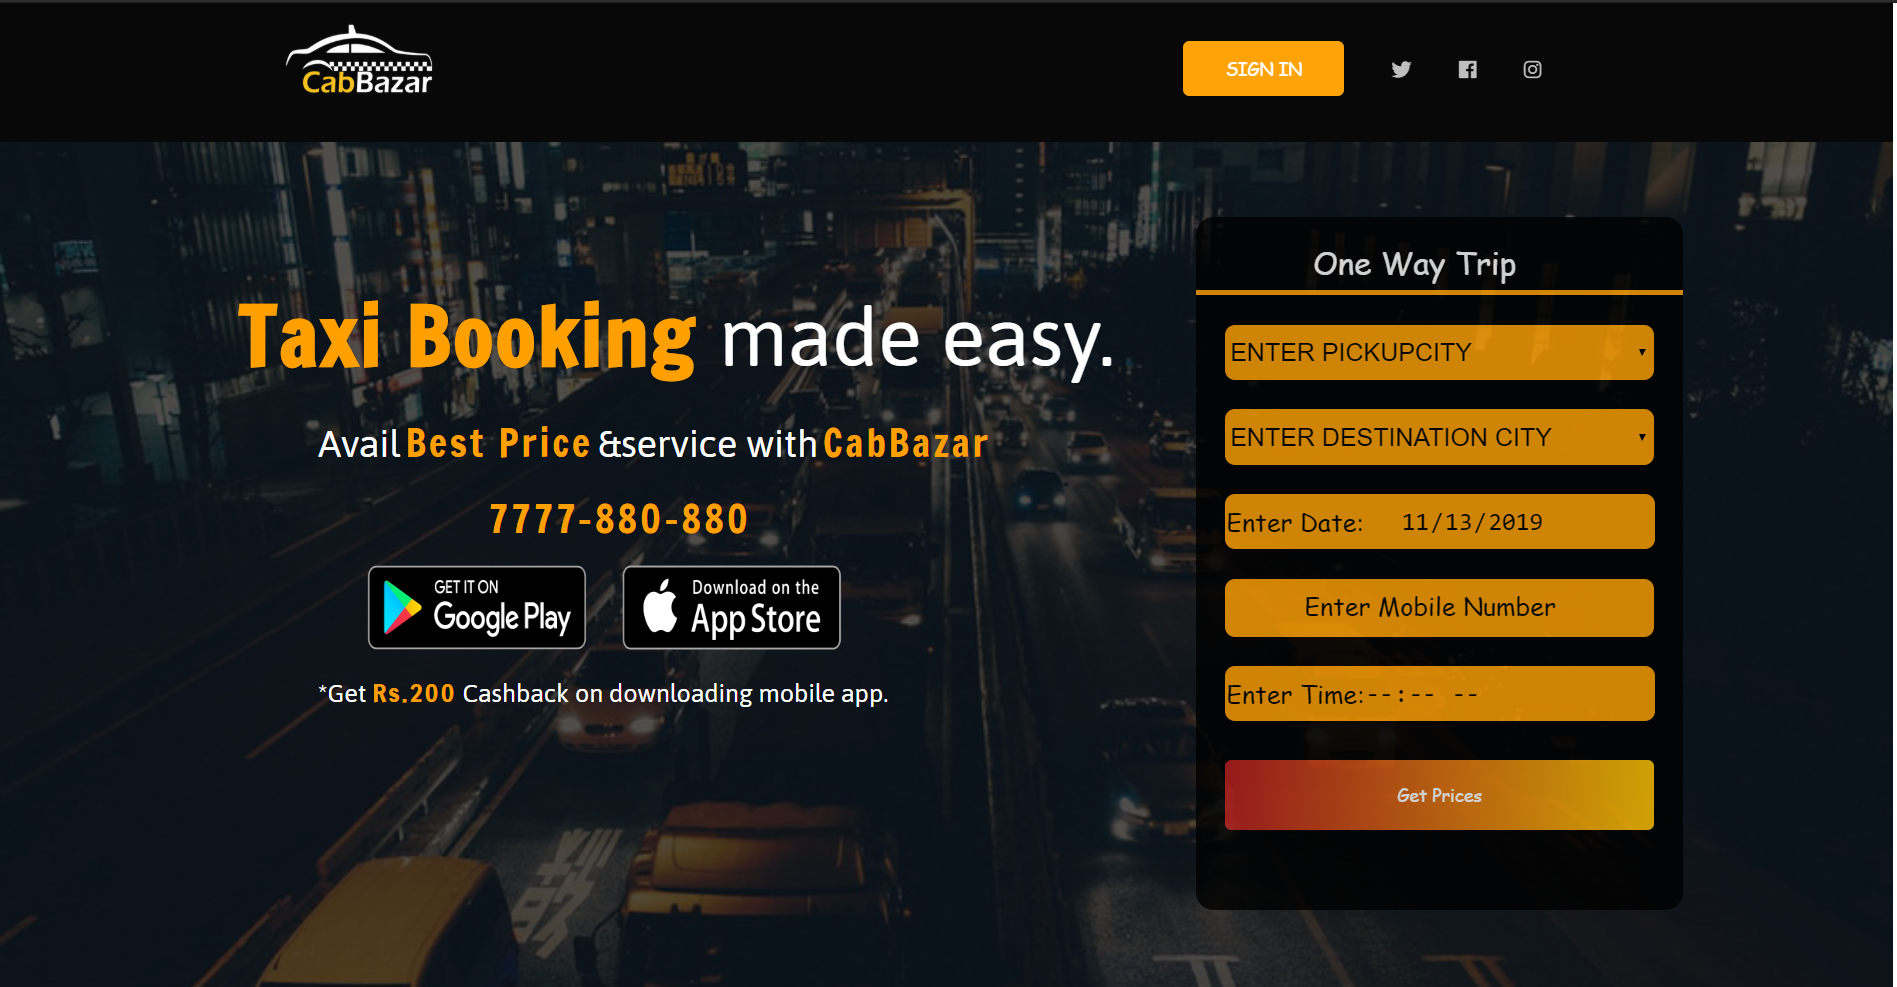 CabBazar
SIGN IN
Taxi Booking made easy.
Avail Best Price &service with CabBazar
7777-880-880
GET IT ON
Google Play
Download on the
App Store
*Get Rs.200 Cashback on downloading mobile app.
One Way Trip
ENTER PICKUPCITY
ENTER DESTINATION CITY
Enter Date: 11/13/2019
Enter Mobile Number
Enter Time:--:-- --
Get Prices